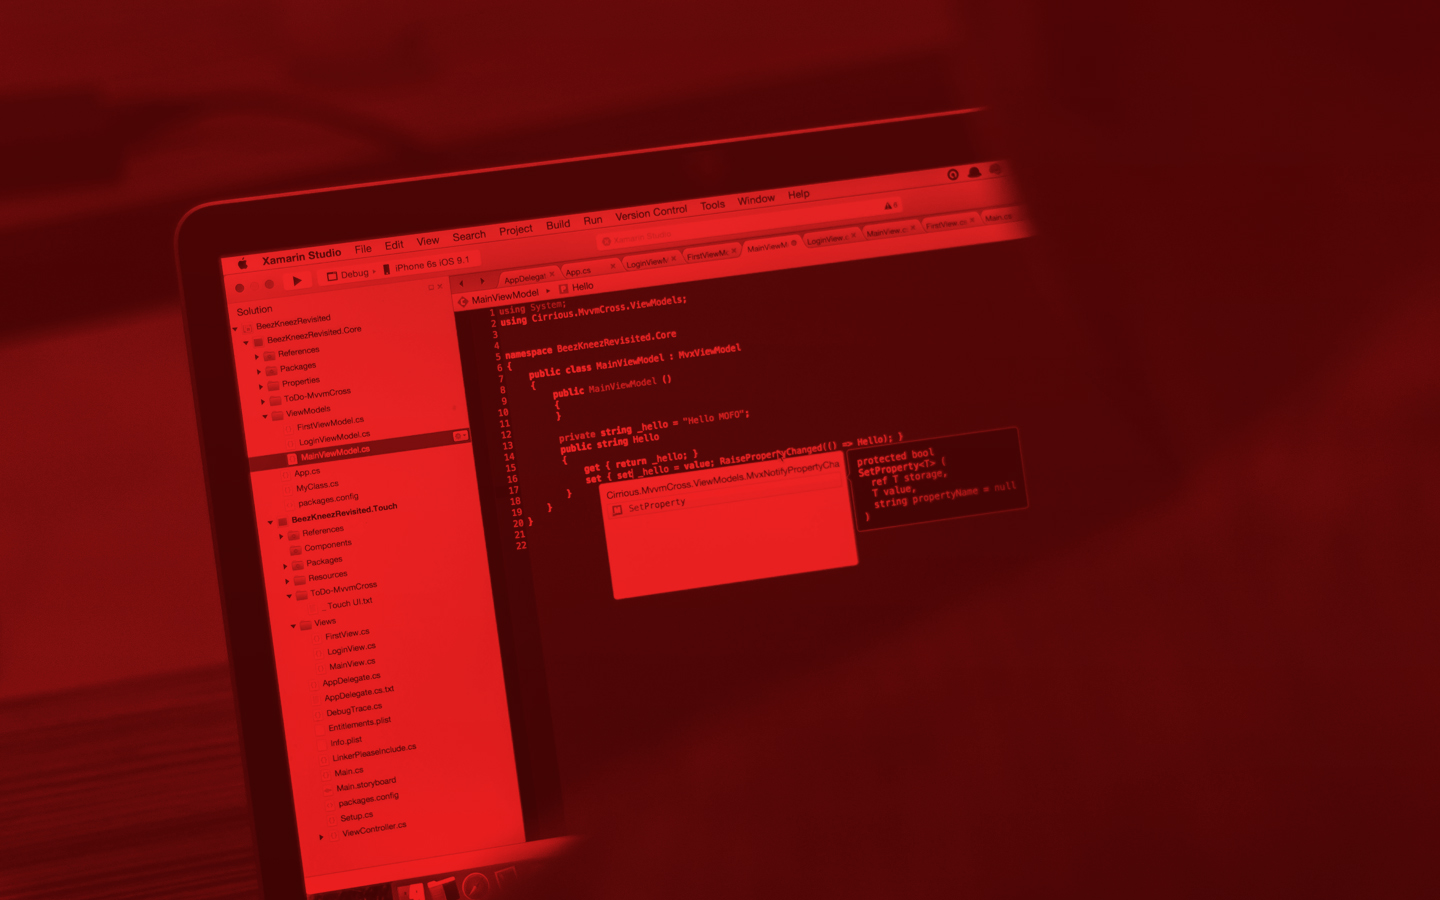 Xamarin Studio File Edit View Search Project Build Run Version Control Tools Window Help
Debug iPhone 6s iOS 9.1
Xamarin Studio
AppDelegat App.cs LoginViewM FirstViewM MainViewM LoginView.c MainView.c FirstView.cs Main.cs
MainViewModel Hello
Solution
BeezKneezRevisited
BeezKneezRevisited.Core
References
Packages
Properties
ToDo-MvvmCross
ViewModels
FirstViewModel.cs
LoginViewModel.cs
MainViewModel.cs
App.cs
MyClass.cs
packages.config
BeezKneezRevisited.Touch
References
Components
Packages
Resources
ToDo-MvvmCross
_Touch UI.txt
Views
FirstView.cs
LoginView.cs
MainView.cs
AppDelegate.cs
AppDelegate.cs.txt
DebugTrace.cs
Entitlements.plist
Info.plist
LinkerPleaseInclude.cs
Main.cs
Main.storyboard
packages.config
Setup.cs
ViewController.cs
1 using System;
2 using Cirrious.MvvmCross.ViewModels;
3
4
5 namespace BeezKneezRevisited.Core
6 {
7 public class MainViewModel : MvxViewModel
8 {
9 public MainViewModel ()
10 {
11 }
12
13 private string _hello = "Hello MOFO";
14 public string Hello
15 {
16 get { return _hello; }
17 set { set _hello = value; RaisePropertyChanged(() => Hello); }
18 }
19 }
20 }
21
22
Cirrious.MvvmCross.ViewModels.MvxNotifyPropertyCha
SetProperty
protected bool
SetProperty<T> (
ref T storage,
T value,
string propertyName = null
)